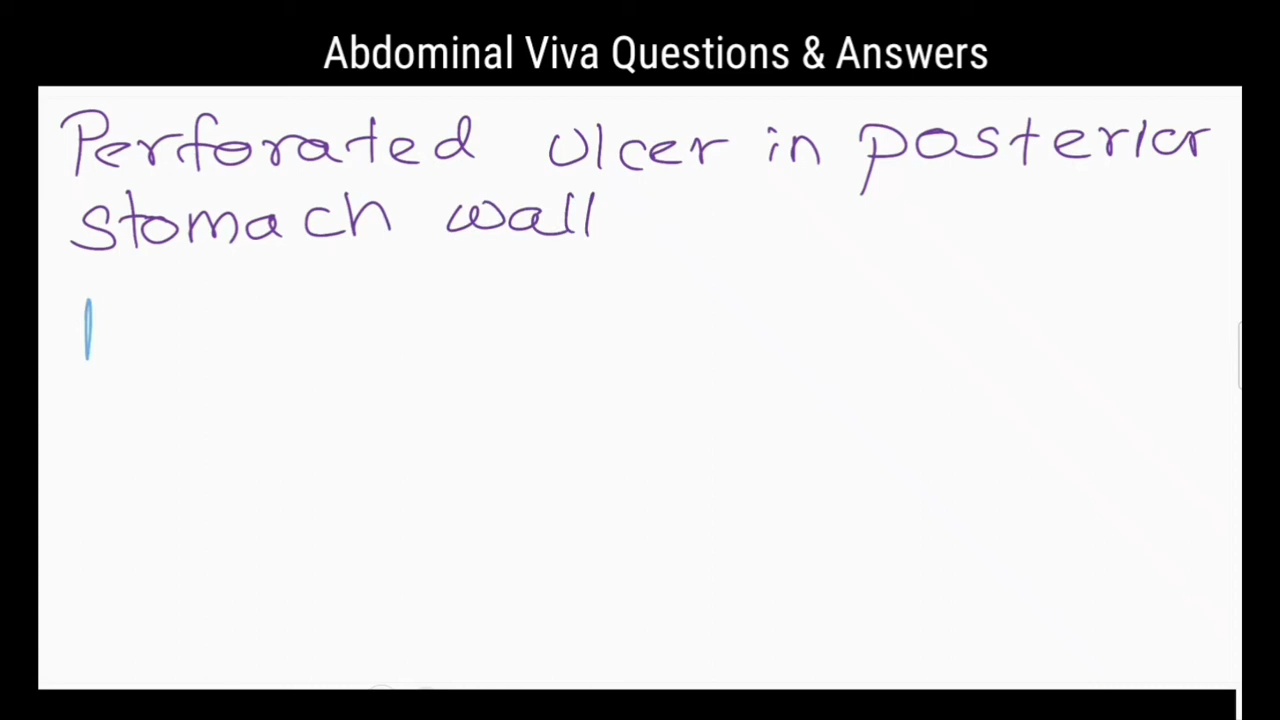 Abdominal Viva Questions & Answers
Perforated ulcer in posterior
stomach wall